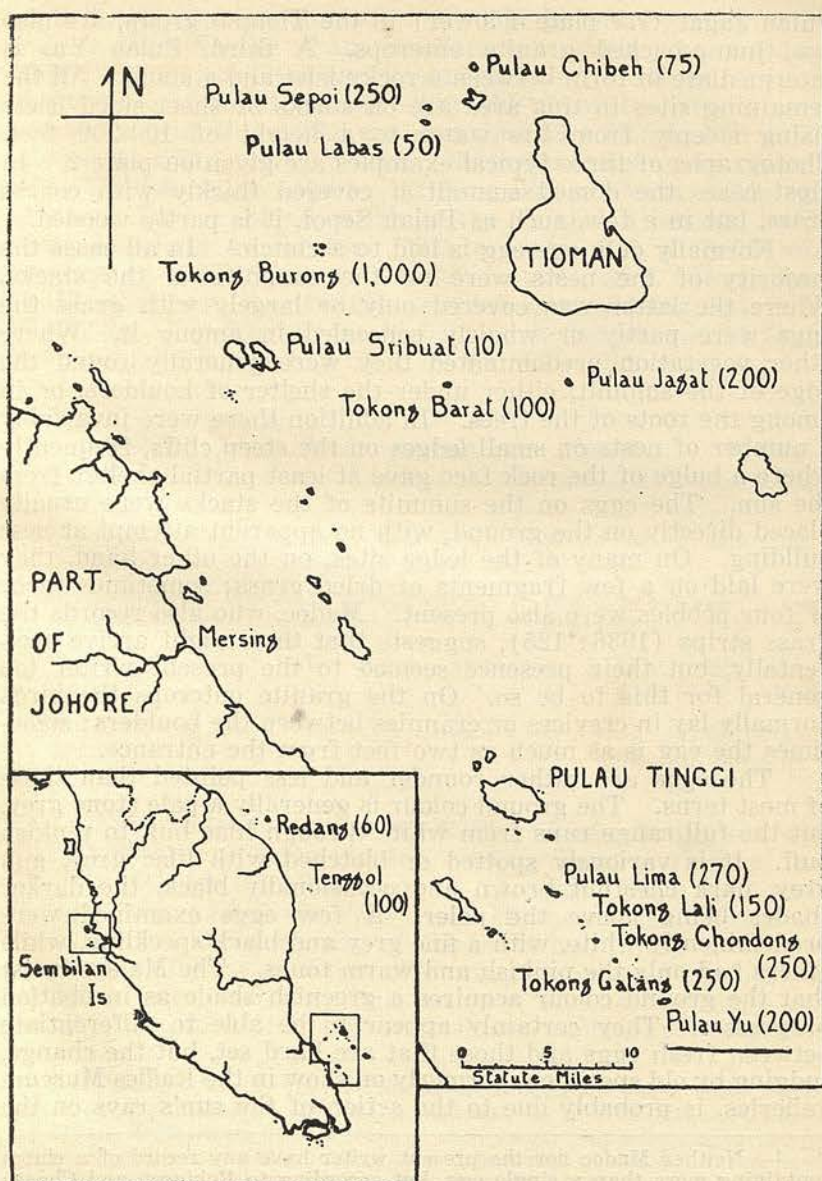 N
Pulau Chibeh (75)
Pulau Sepoi (250)
Pulau Labas (50)
TIOMAN
Tokong Burong (1,000)
Pulau Sribuat (10)
Pulau Jagat (200)
Tokong Barat (100)
PART
OF
JOHORE
Mersing
PULAU TINGGI
Pulau Lima (270)
Tokong Lali (150)
Tokong Chondong
(250)
Tokong Galang (250)
Pulau Yu (200)
0 5 10
Statute Miles
Redang (60)
Tenggol
(100)
Sembilan
Is